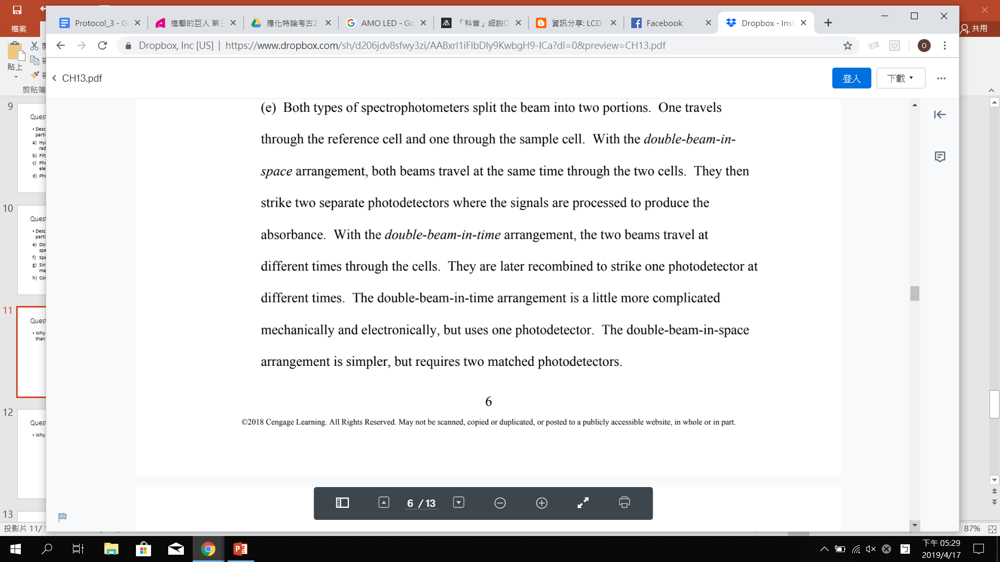 檔案
共用
Protocol_3 - G
進擊的巨人 第三
應化特論考古2
AMO LED - Go
「科普」細說O
資訊分享: LCD
Facebook
Dropbox - Inst
Dropbox, Inc [US] | https://www.dropbox.com/sh/d206jdv8sfwy3zi/
O
貼上
剪貼簿
CH13.pdf
登入
下載
(e) Both types of spectrophotometers split the beam into two portions. One travels
through the reference cell and one through the sample cell. With the double-beam-in-
space arrangement, both beams travel at the same time through the two cells. They then
strike two separate photodetectors where the signals are processed to produce the
absorbance. With the double-beam-in-time arrangement, the two beams travel at
different times through the cells. They are later recombined to strike one photodetector at
different times. The double-beam-in-time arrangement is a little more complicated
mechanically and electronically, but uses one photodetector. The double-beam-in-space
arrangement is simpler, but requires two matched photodetectors.
6
©2018 Cengage Learning. All Rights Reserved. May not be scanned, copied or duplicated, or posted to a publicly accessible website, in whole or in part.
6 / 13
9
Quest
• Desc
parti
a) Hyd
rad
b) Filt
c) Pho
ele
d) Pho
10
Quest
• Desc
parti
e) Dou
spe
f) Spe
g) Sin
me
h) Con
11
Quest
• Why
than
12
Quest
• Why
13
投影片 11/
87%
下午 05:29
2019/4/17